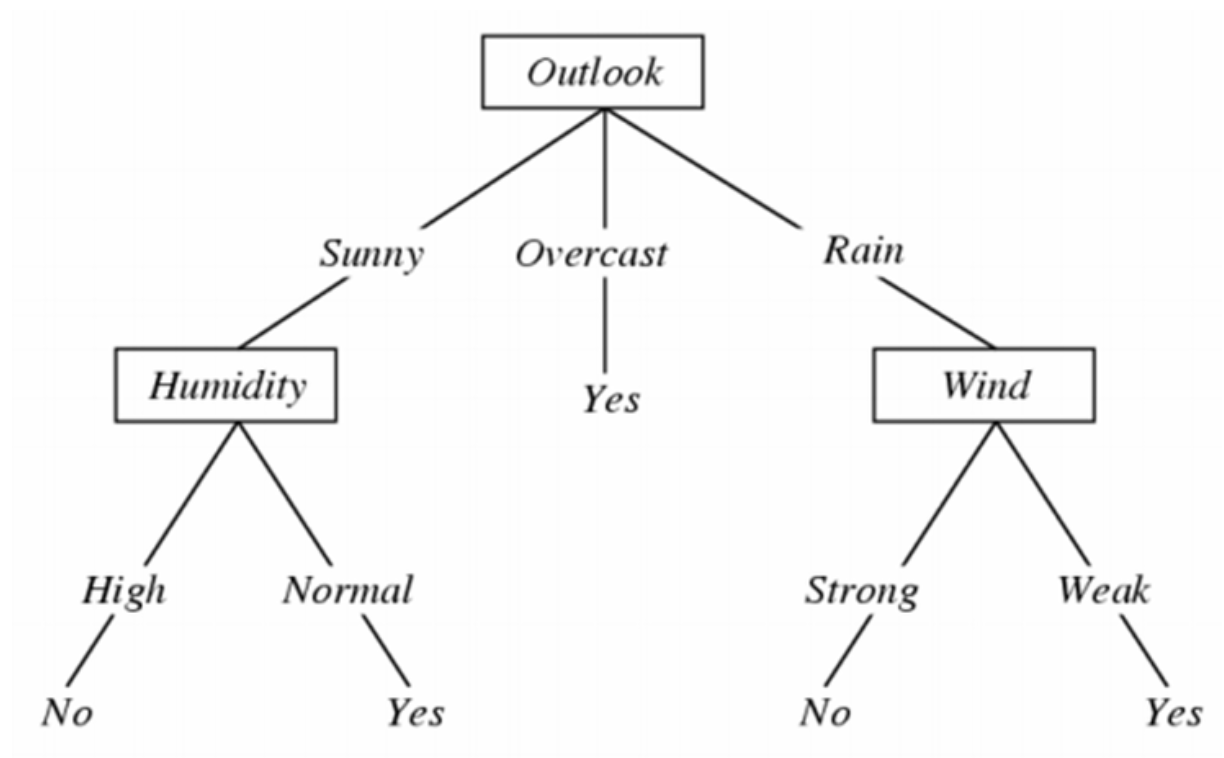 Outlook
Sunny Overcast Rain
Humidity Yes Wind
High Normal Strong Weak
No Yes No Yes